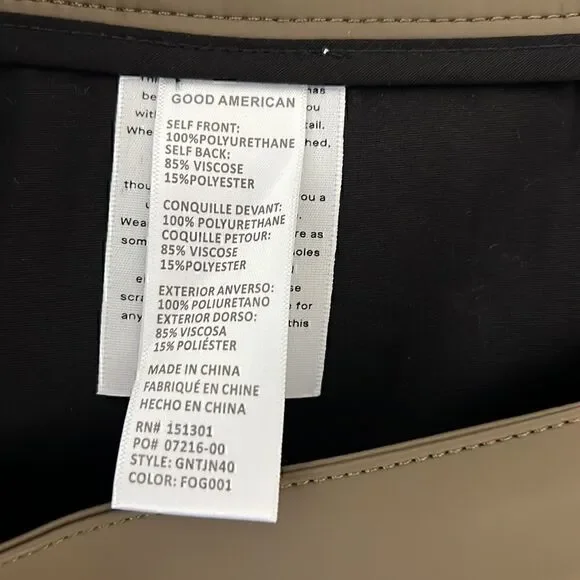 GOOD AMERICAN
SELF FRONT:
100%POLYURETHANE
SELF BACK:
85% VISCOSE
15%POLYESTER
CONQUILLE DEVANT:
100% POLYURETHANE
COQUILLE PETOUR:
85% VISCOSE
15%POLYESTER
EXTERIOR ANVERSO:
100% POLIURETANO
EXTERIOR DORSO:
85% VISCOSA
15% POLIÉSTER
MADE IN CHINA
FABRIQUÉ EN CHINE
HECHO EN CHINA
RN# 151301
PO# 07216-00
STYLE: GNTJN40
COLOR: FOG001